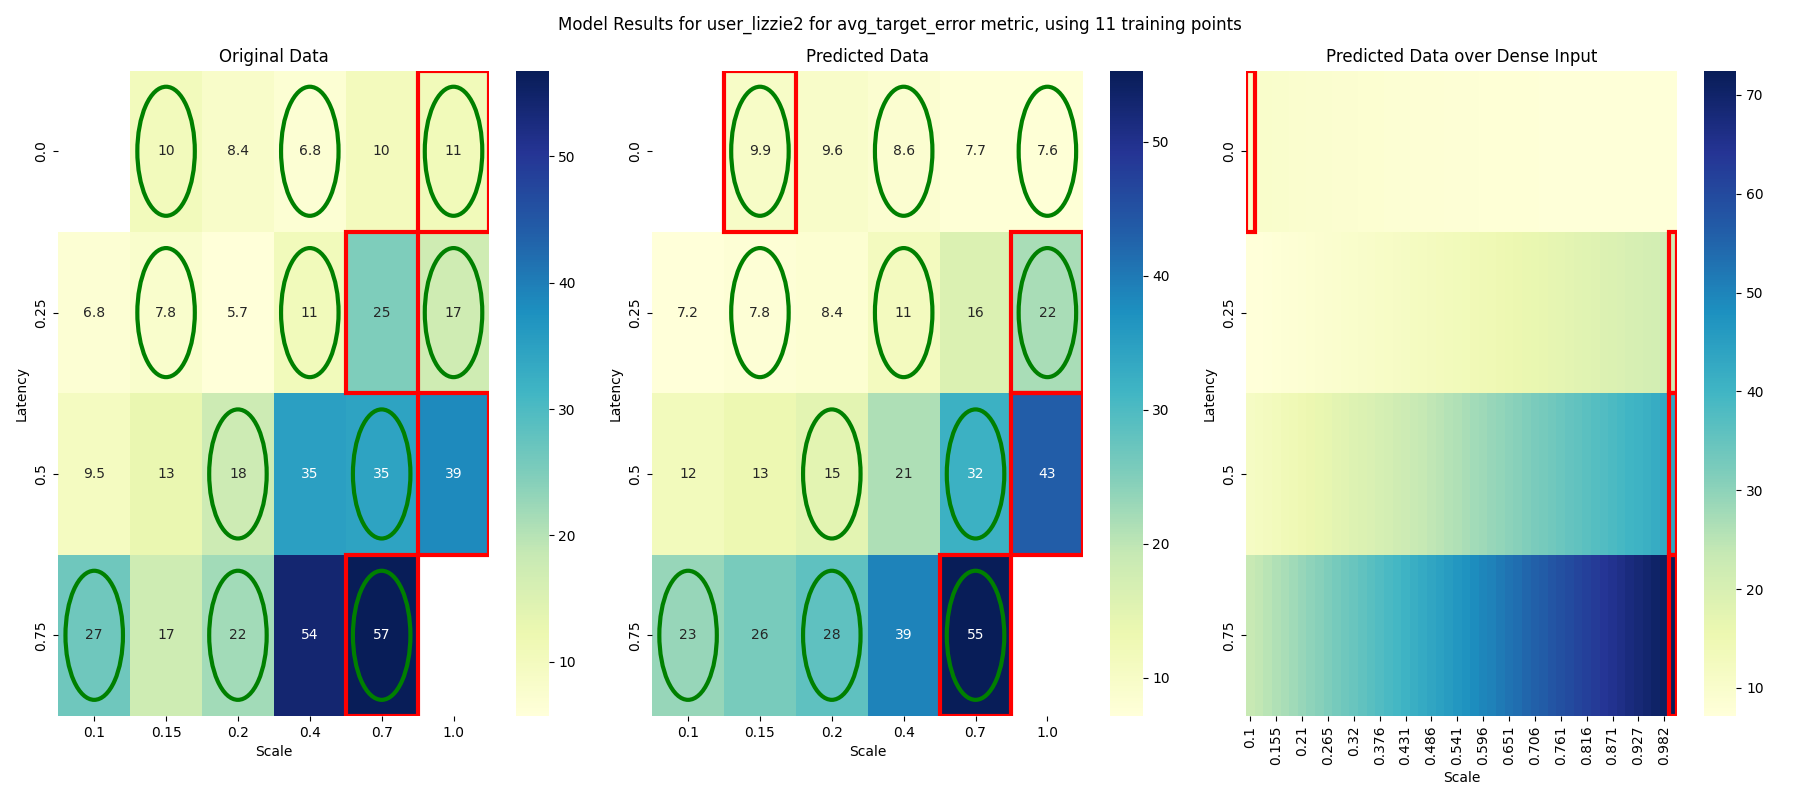 Model Results for user_lizzie2 for avg_target_error metric, using 11 training points
Original Data
0.0
10 8.4 6.8 10 11
0.25
6.8 7.8 5.7 11 25 17
0.5
9.5 13 18 35 35 39
0.75
27 17 22 54 57
0.1 0.15 0.2 0.4 0.7 1.0
Scale
Latency
50
40
30
20
10
Predicted Data
0.0
9.9 9.6 8.6 7.7 7.6
0.25
7.2 7.8 8.4 11 16 22
0.5
12 13 15 21 32 43
0.75
23 26 28 39 55
0.1 0.15 0.2 0.4 0.7 1.0
Scale
Latency
50
40
30
20
10
Predicted Data over Dense Input
0.0
0.25
0.5
0.75
0.1 0.155 0.21 0.265 0.32 0.376 0.431 0.486 0.541 0.596 0.651 0.706 0.761 0.816 0.871 0.927 0.982
Scale
Latency
70
60
50
40
30
20
10